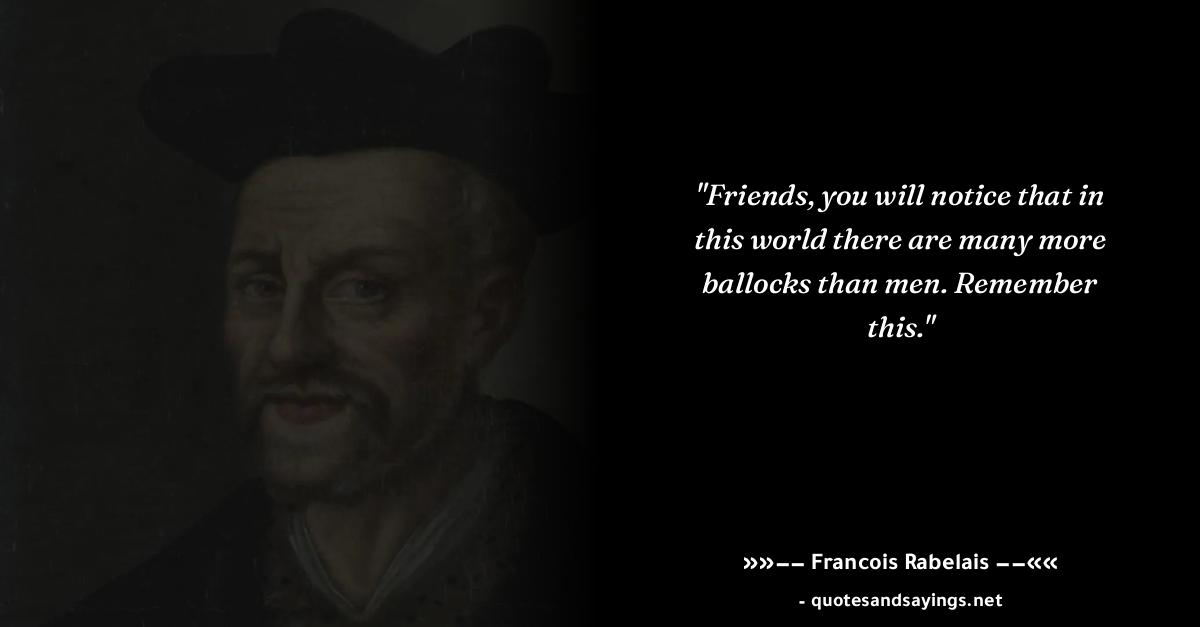 "Friends, you will notice that in
this world there are many more
ballocks than men. Remember
this."
»»–– Francois Rabelais ––««
- quotesandsayings.net